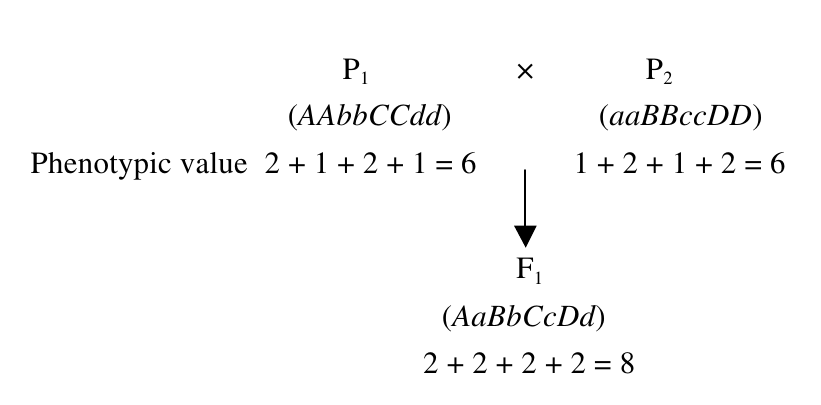 P₁ × P₂
(AAbbCCdd) (aaBBccDD)
Phenotypic value 2 + 1 + 2 + 1 = 6 1 + 2 + 1 + 2 = 6
F₁
(AaBbCcDd)
2 + 2 + 2 + 2 = 8